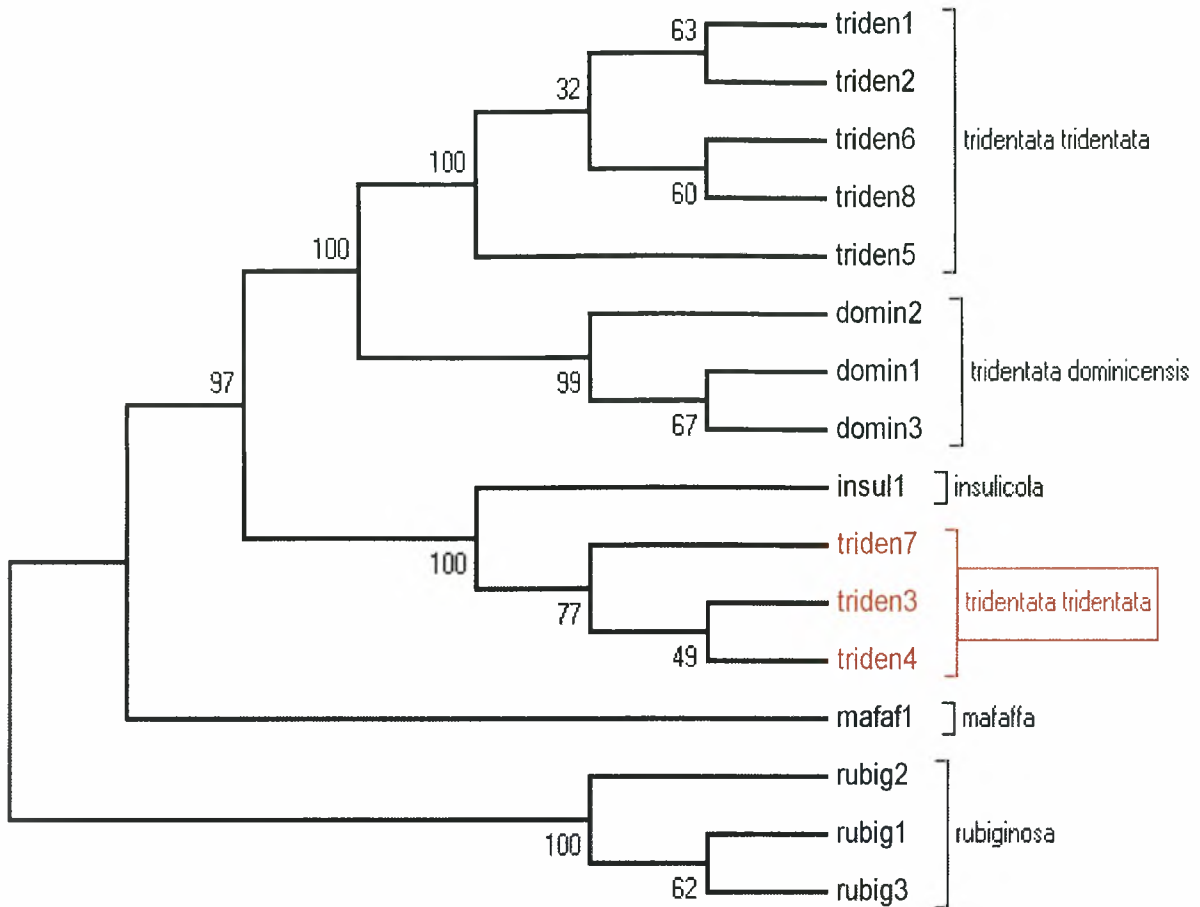 63
triden1
triden2
32
triden6
tridentata tridentata
100
60
triden8
100
triden5
domin2
97
99
domin1
tridentata dominicensis
67
domin3
insul1
insulicola
100
triden7
77
triden3
tridentata tridentata
49
triden4
mafaf1
mafaffa
rubig2
100
rubig1
rubiginosa
62
rubig3